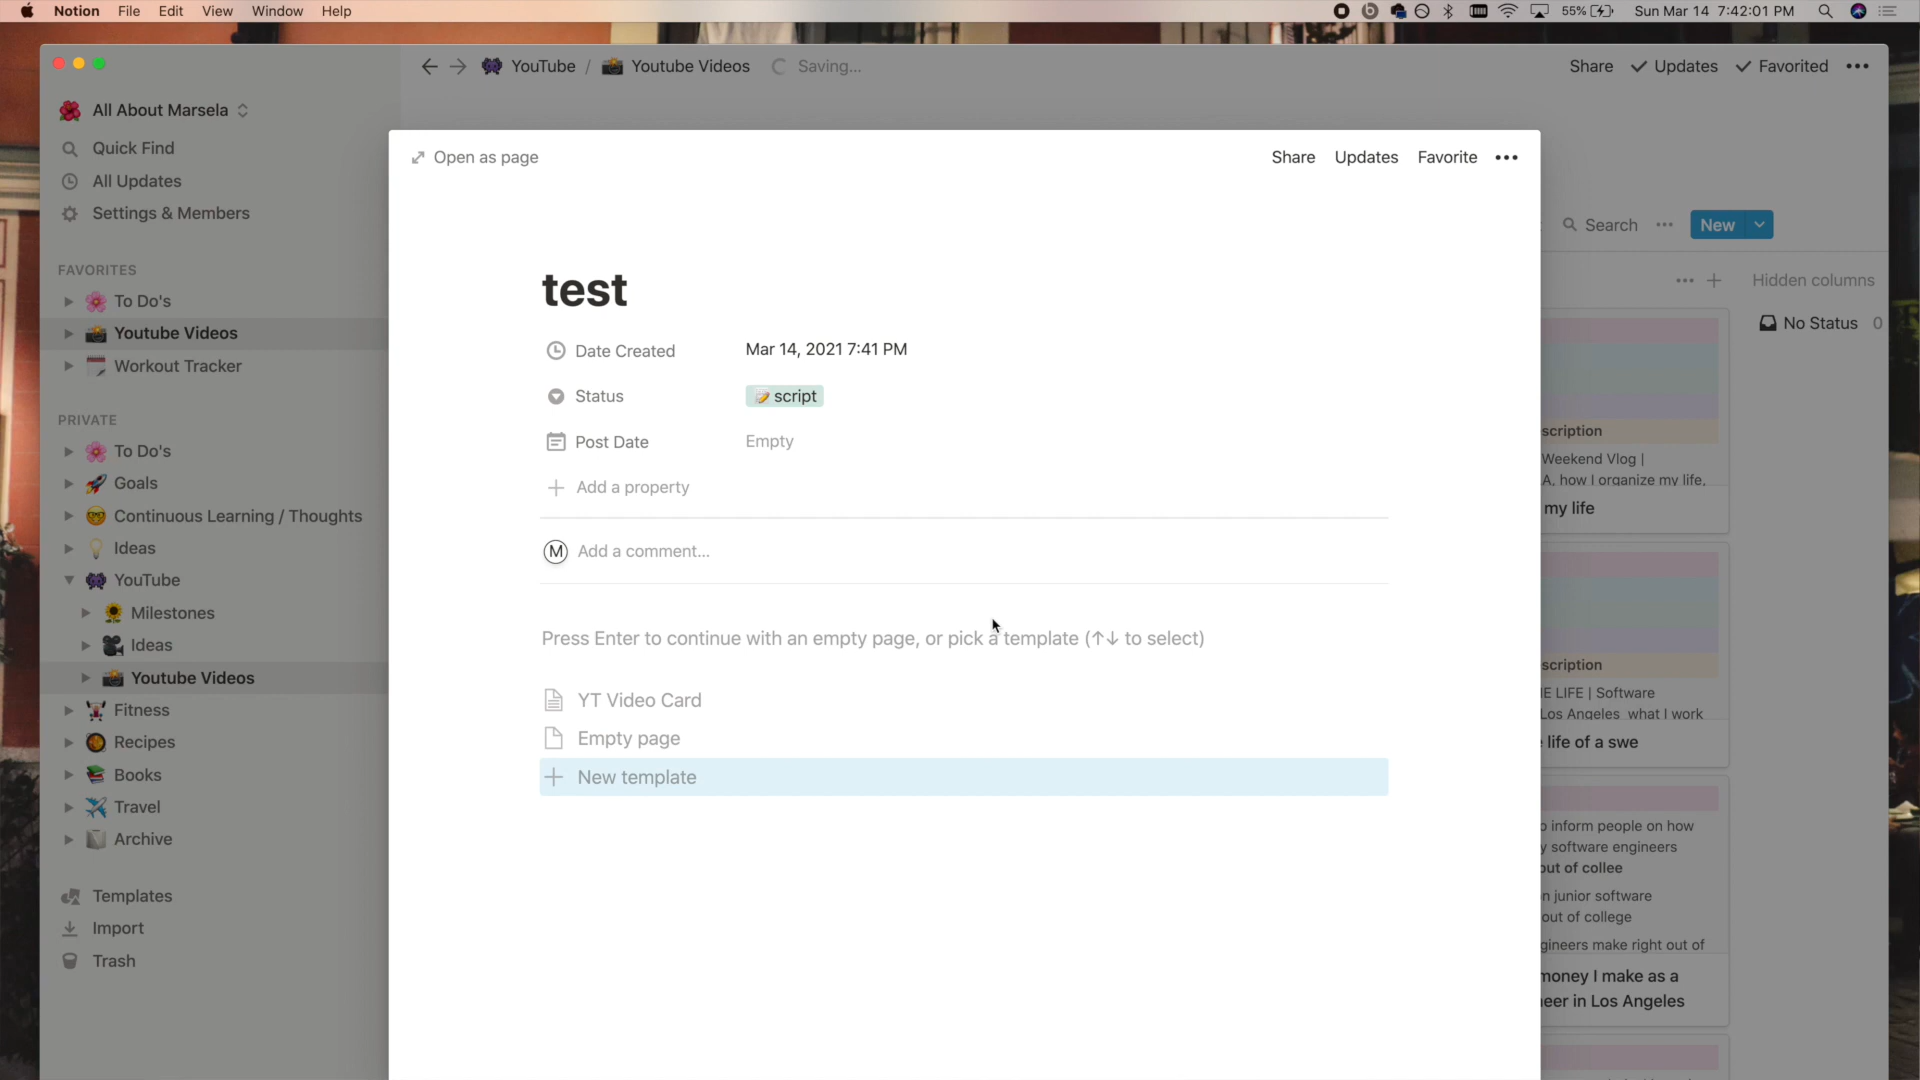 Notion File Edit View Window Help
55% Sun Mar 14 7:42:01 PM
YouTube / Youtube Videos Saving...
Share Updates Favorited
All About Marsela
Quick Find
All Updates
Settings & Members
FAVORITES
To Do's
Youtube Videos
Workout Tracker
PRIVATE
To Do's
Goals
Continuous Learning / Thoughts
Ideas
YouTube
Milestones
Ideas
Youtube Videos
Fitness
Recipes
Books
Travel
Archive
Templates
Import
Trash
Open as page
Share Updates Favorite
test
Date Created Mar 14, 2021 7:41 PM
Status script
Post Date Empty
Add a property
M Add a comment...
Press Enter to continue with an empty page, or pick a template (↑↓ to select)
YT Video Card
Empty page
New template
Search New
Hidden columns
No Status 0
scription
Weekend Vlog |
A, how I organize my life,
my life
scription
IE LIFE | Software
Los Angeles what I work
life of a swe
o inform people on how
y software engineers
out of collee
n junior software
out of college
gineers make right out of
money I make as a
eer in Los Angeles